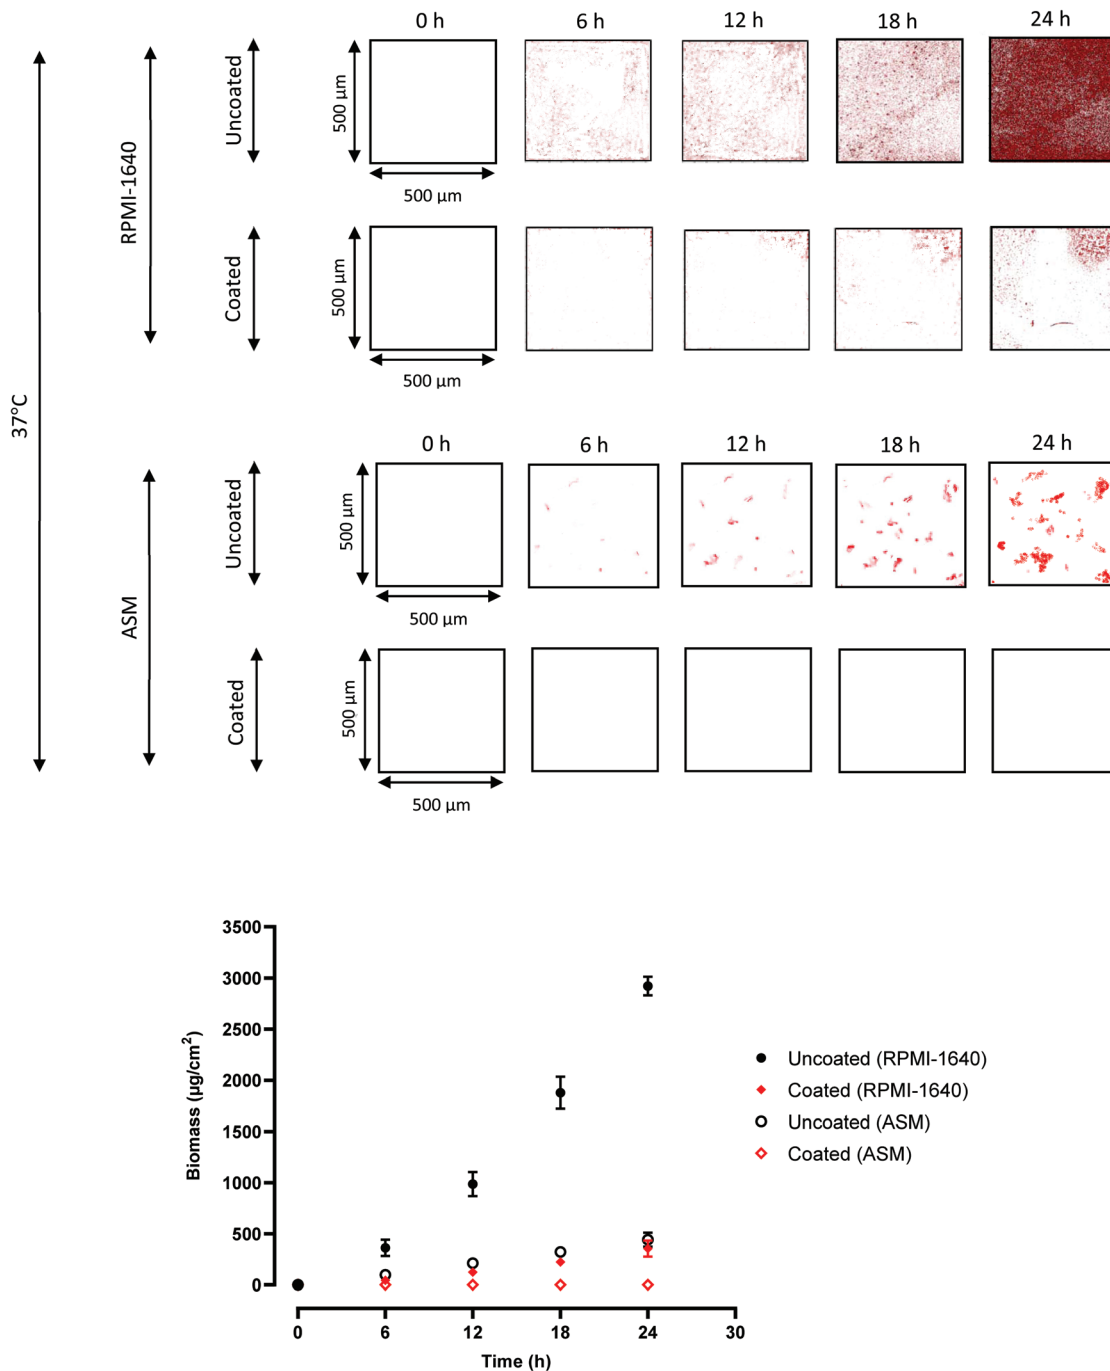 0 h 6 h 12 h 18 h 24 h
Uncoated
500 µm
500 µm
RPMI-1640
Coated
500 µm
500 µm
37°C
0 h 6 h 12 h 18 h 24 h
Uncoated
500 µm
500 µm
ASM
Coated
500 µm
500 µm
3500
3000
2500
2000
1500
1000
500
0
Biomass (µg/cm²)
0 6 12 18 24 30
Time (h)
Uncoated (RPMI-1640)
Coated (RPMI-1640)
Uncoated (ASM)
Coated (ASM)